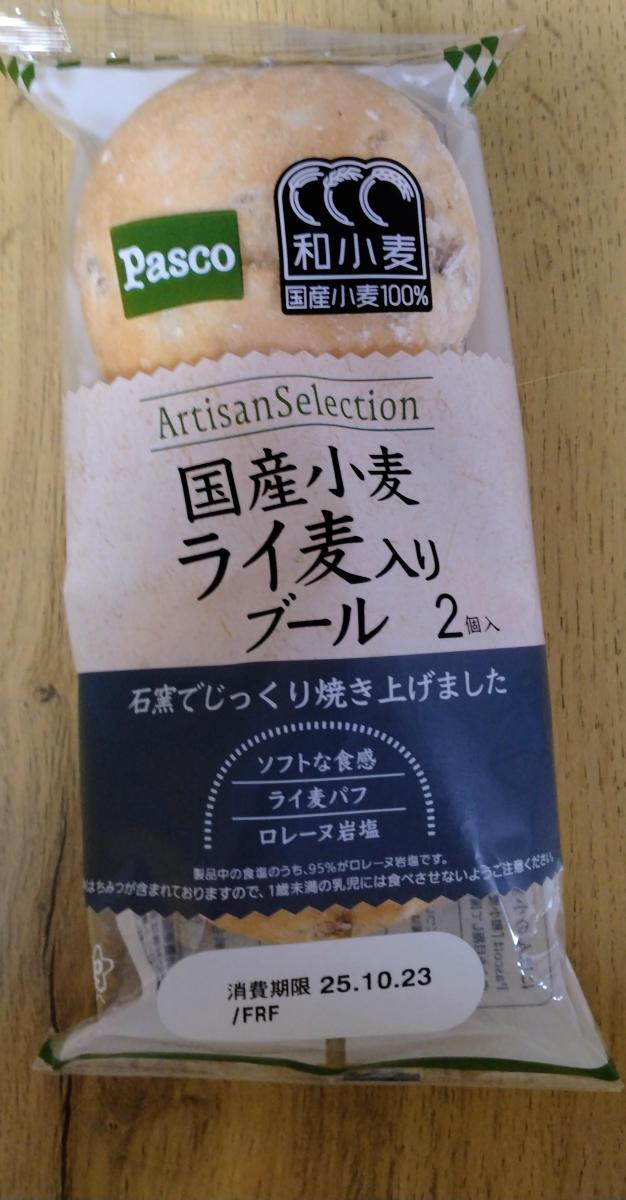 Pasco
和小麦
国産小麦100%
ArtisanSelection
国産小麦
ライ麦入り
ブール 2個入
石窯でじっくり焼き上げました
ソフトな食感
ライ麦パフ
ロレーヌ岩塩
製品中の食塩のうち、95%がロレーヌ岩塩です。
はちみつが含まれておりますので、1歳未満の乳児には食べさせないようご注意ください
消費期限 25.10.23
/FRF